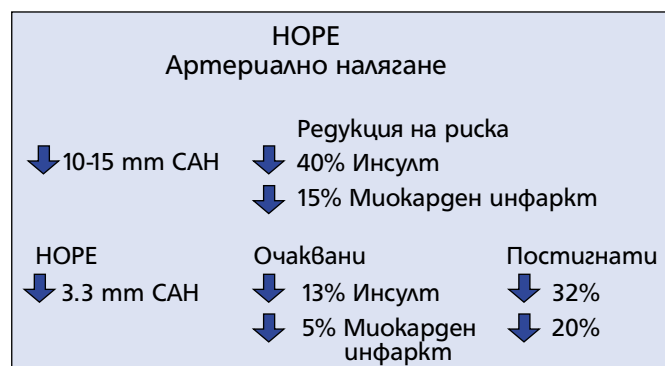 HOPE
Артериално налягане
Редукция на риска
10-15 mm САН
40% Инсулт
15% Миокарден инфаркт
HOPE
Очаквани
Постигнати
3.3 mm САН
13% Инсулт
32%
5% Миокарден
20%
инфаркт